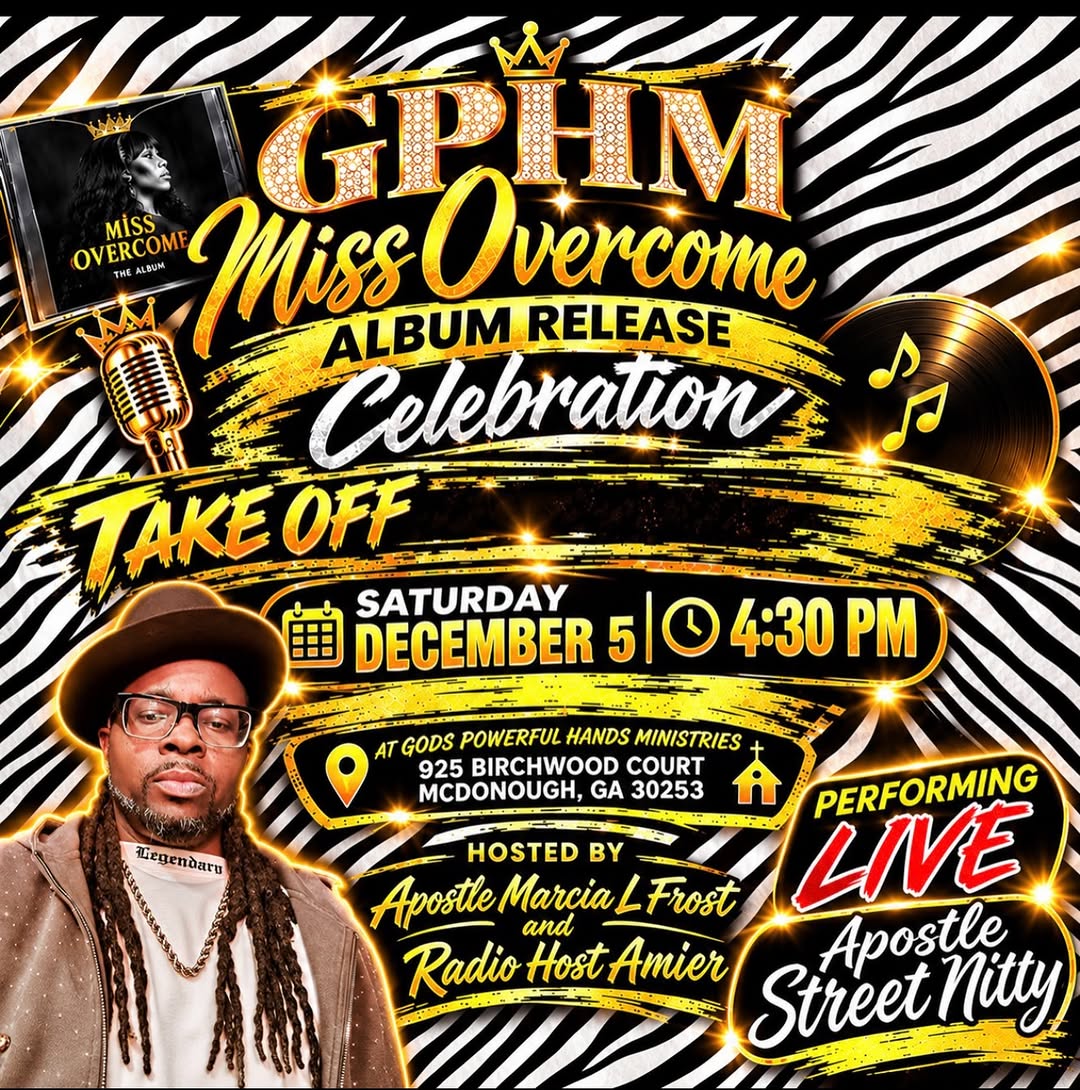 GPHM
MISS
OVERCOME
THE ALBUM
Miss Overcome
ALBUM RELEASE
Celebration
TAKE OFF
SATURDAY
DECEMBER 5
4:30 PM
AT GODS POWERFUL HANDS MINISTRIES
925 BIRCHWOOD COURT
MCDONOUGH, GA 30253
HOSTED BY
Apostle Marcia L Frost
and
Radio Host Amier
Legendary
PERFORMING
LIVE
Apostle
Street Nitty